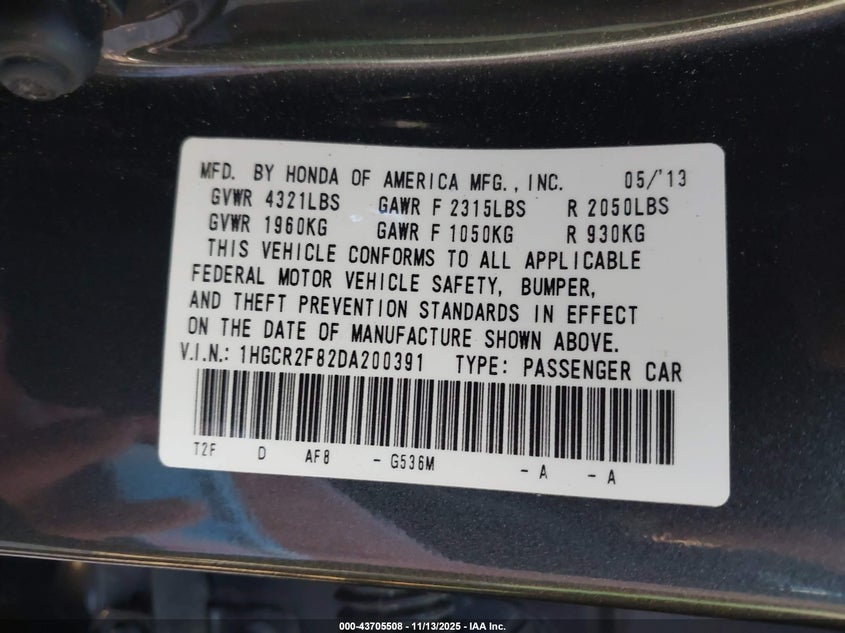 MFD. BY HONDA OF AMERICA MFG., INC. 05/'13
GVWR 4321LBS GAWR F 2315LBS R 2050LBS
GVWR 1960KG GAWR F 1050KG R 930KG
THIS VEHICLE CONFORMS TO ALL APPLICABLE
FEDERAL MOTOR VEHICLE SAFETY, BUMPER,
AND THEFT PREVENTION STANDARDS IN EFFECT
ON THE DATE OF MANUFACTURE SHOWN ABOVE.
V.I.N.: 1HGCR2F82DA200391 TYPE: PASSENGER CAR
T2F D AF8 - G536M - A - A
000-43705508 - 11/13/2025 - IAA Inc.